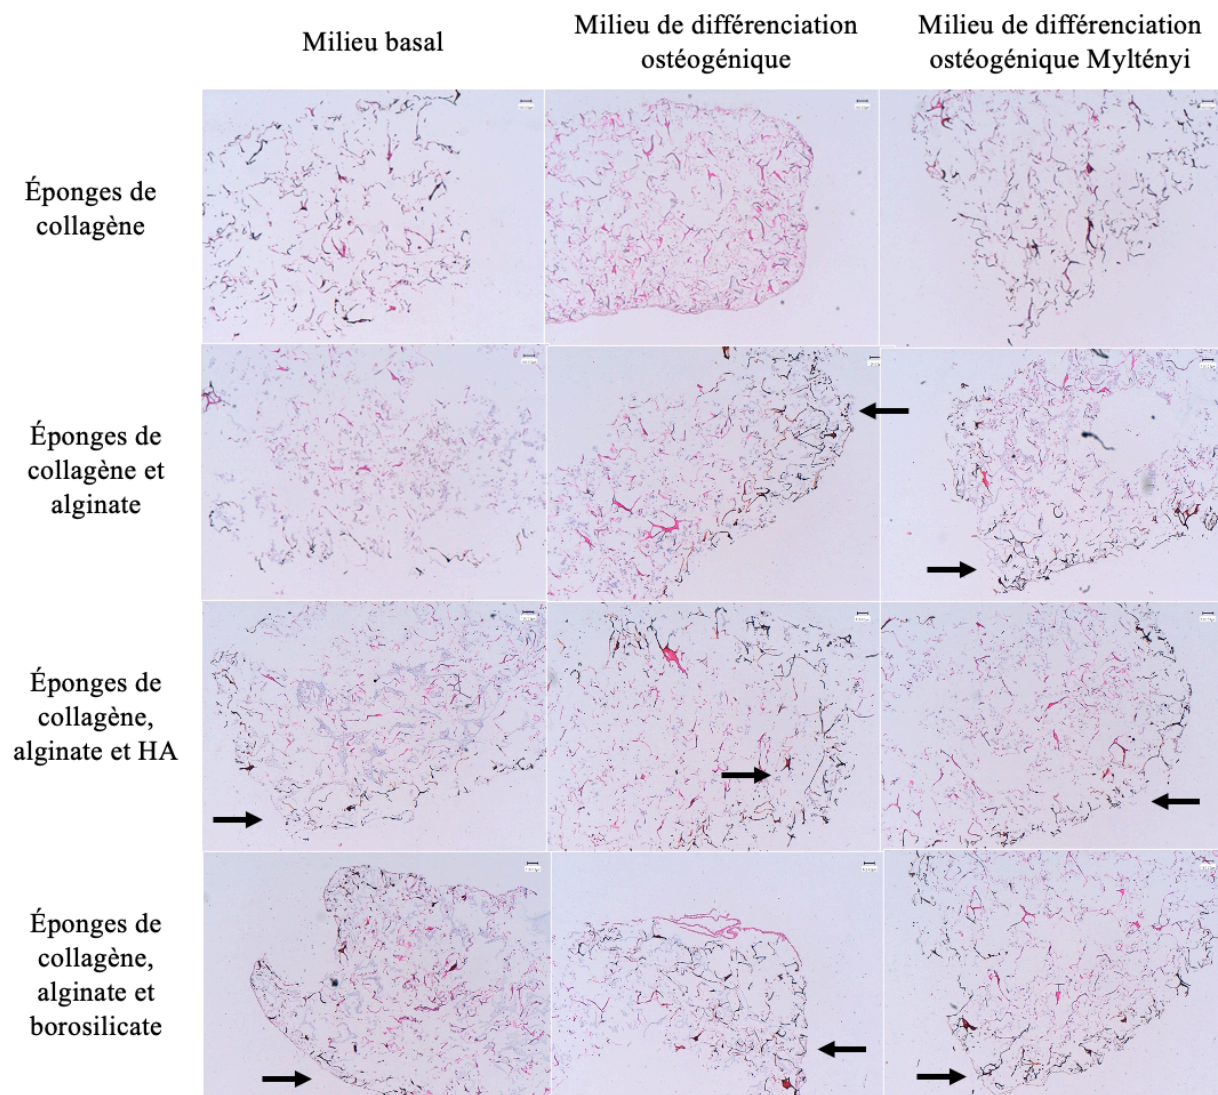 Milieu basal
Milieu de différenciation
ostéogénique
Milieu de différenciation
ostéogénique Myltényi
Éponges de
collagène
Éponges de
collagène et
alginate
Éponges de
collagène,
alginate et HA
Éponges de
collagène,
alginate et
borosilicate